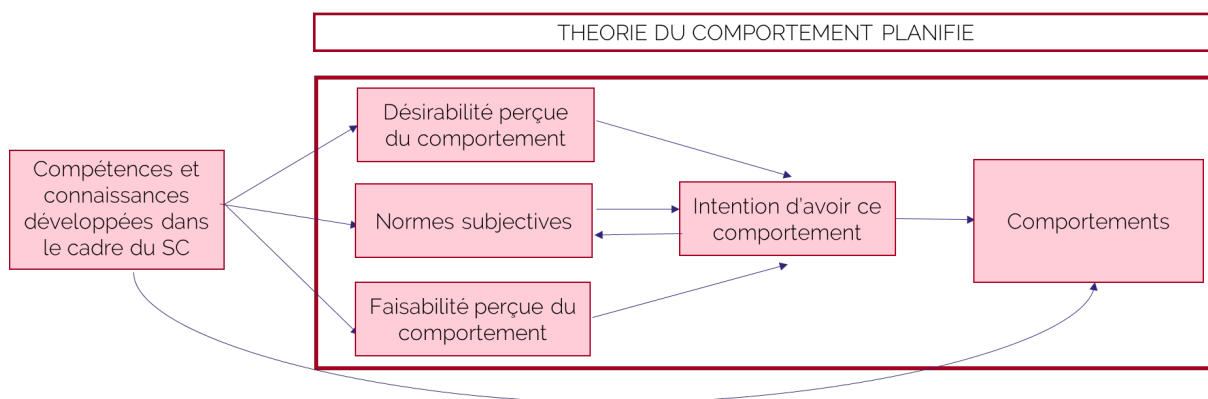 THEORIE DU COMPORTEMENT PLANIFIE
Désirabilité perçue
du comportement
Compétences et
connaissances
développées dans
le cadre du SC
Normes subjectives
Intention d'avoir ce
comportement
Comportements
Faisabilité perçue du
comportement